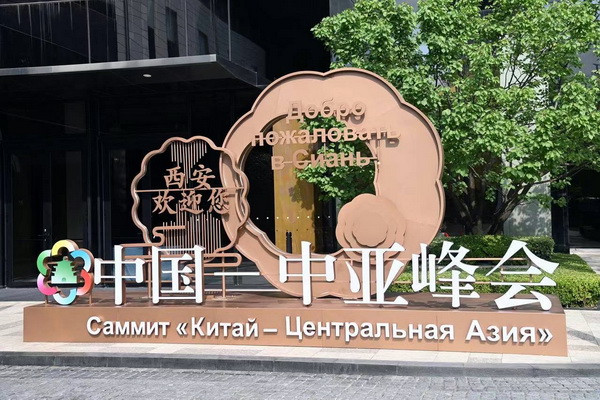 Добро
пожаловать
в Сиань
西安
欢迎您
中国－中亚峰会
Саммит «Китай – Центральная Азия»